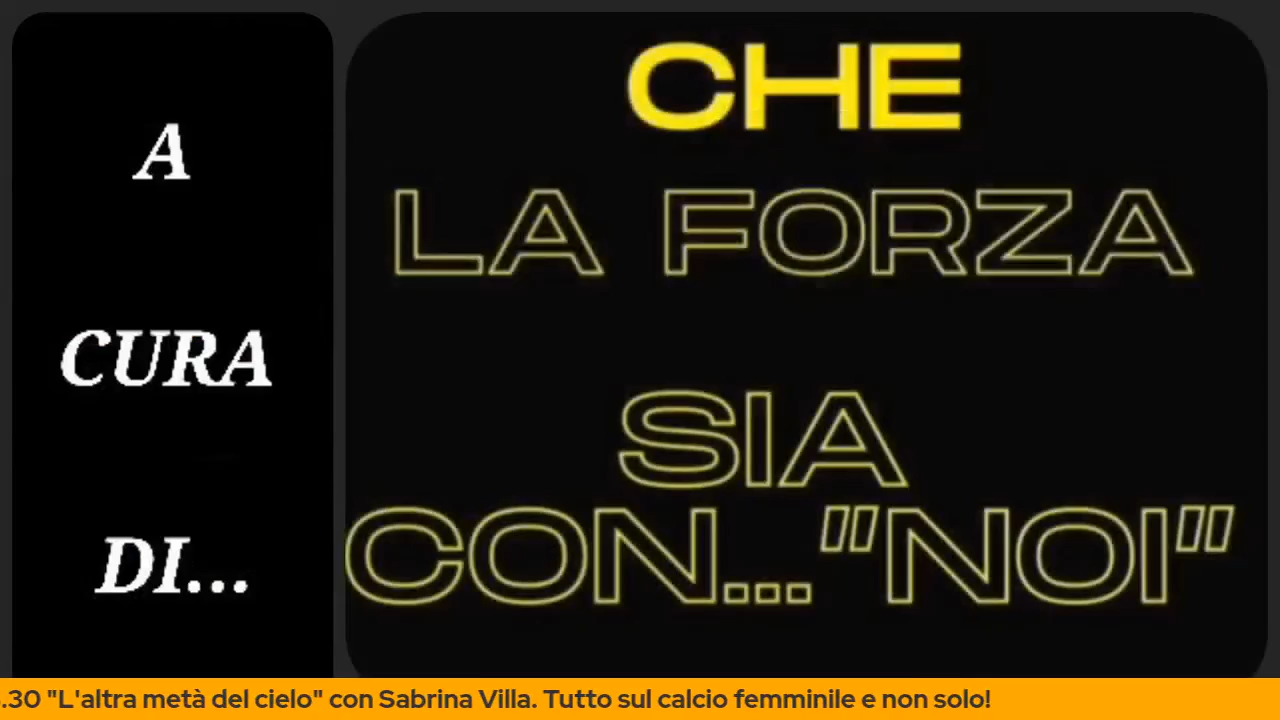 A
CURA
DI...
CHE
LA FORZA
SIA
CON..."NOI"
.30 "L'altra metà del cielo" con Sabrina Villa. Tutto sul calcio femminile e non solo!